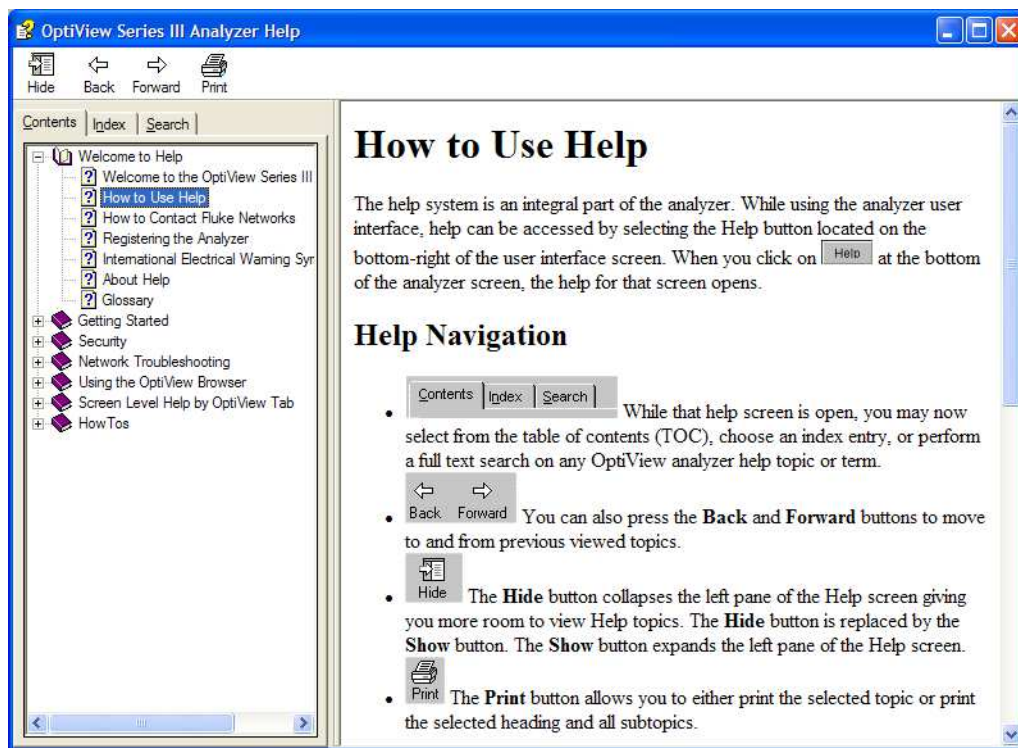 OptiView Series III Analyzer Help
Hide Back Forward Print
Contents Index Search
Welcome to Help
Welcome to the OptiView Series III
How to Use Help
How to Contact Fluke Networks
Registering the Analyzer
International Electrical Warning Syr
About Help
Glossary
Getting Started
Security
Network Troubleshooting
Using the OptiView Browser
Screen Level Help by OptiView Tab
HowTos
How to Use Help
The help system is an integral part of the analyzer. While using the analyzer user
interface, help can be accessed by selecting the Help button located on the
bottom-right of the user interface screen. When you click on Help at the bottom
of the analyzer screen, the help for that screen opens.
Help Navigation
Contents Index Search While that help screen is open, you may now
select from the table of contents (TOC), choose an index entry, or perform
a full text search on any OptiView analyzer help topic or term.
Back Forward You can also press the Back and Forward buttons to move
to and from previous viewed topics.
Hide The Hide button collapses the left pane of the Help screen giving
you more room to view Help topics. The Hide button is replaced by the
Show button. The Show button expands the left pane of the Help screen.
Print The Print button allows you to either print the selected topic or print
the selected heading and all subtopics.